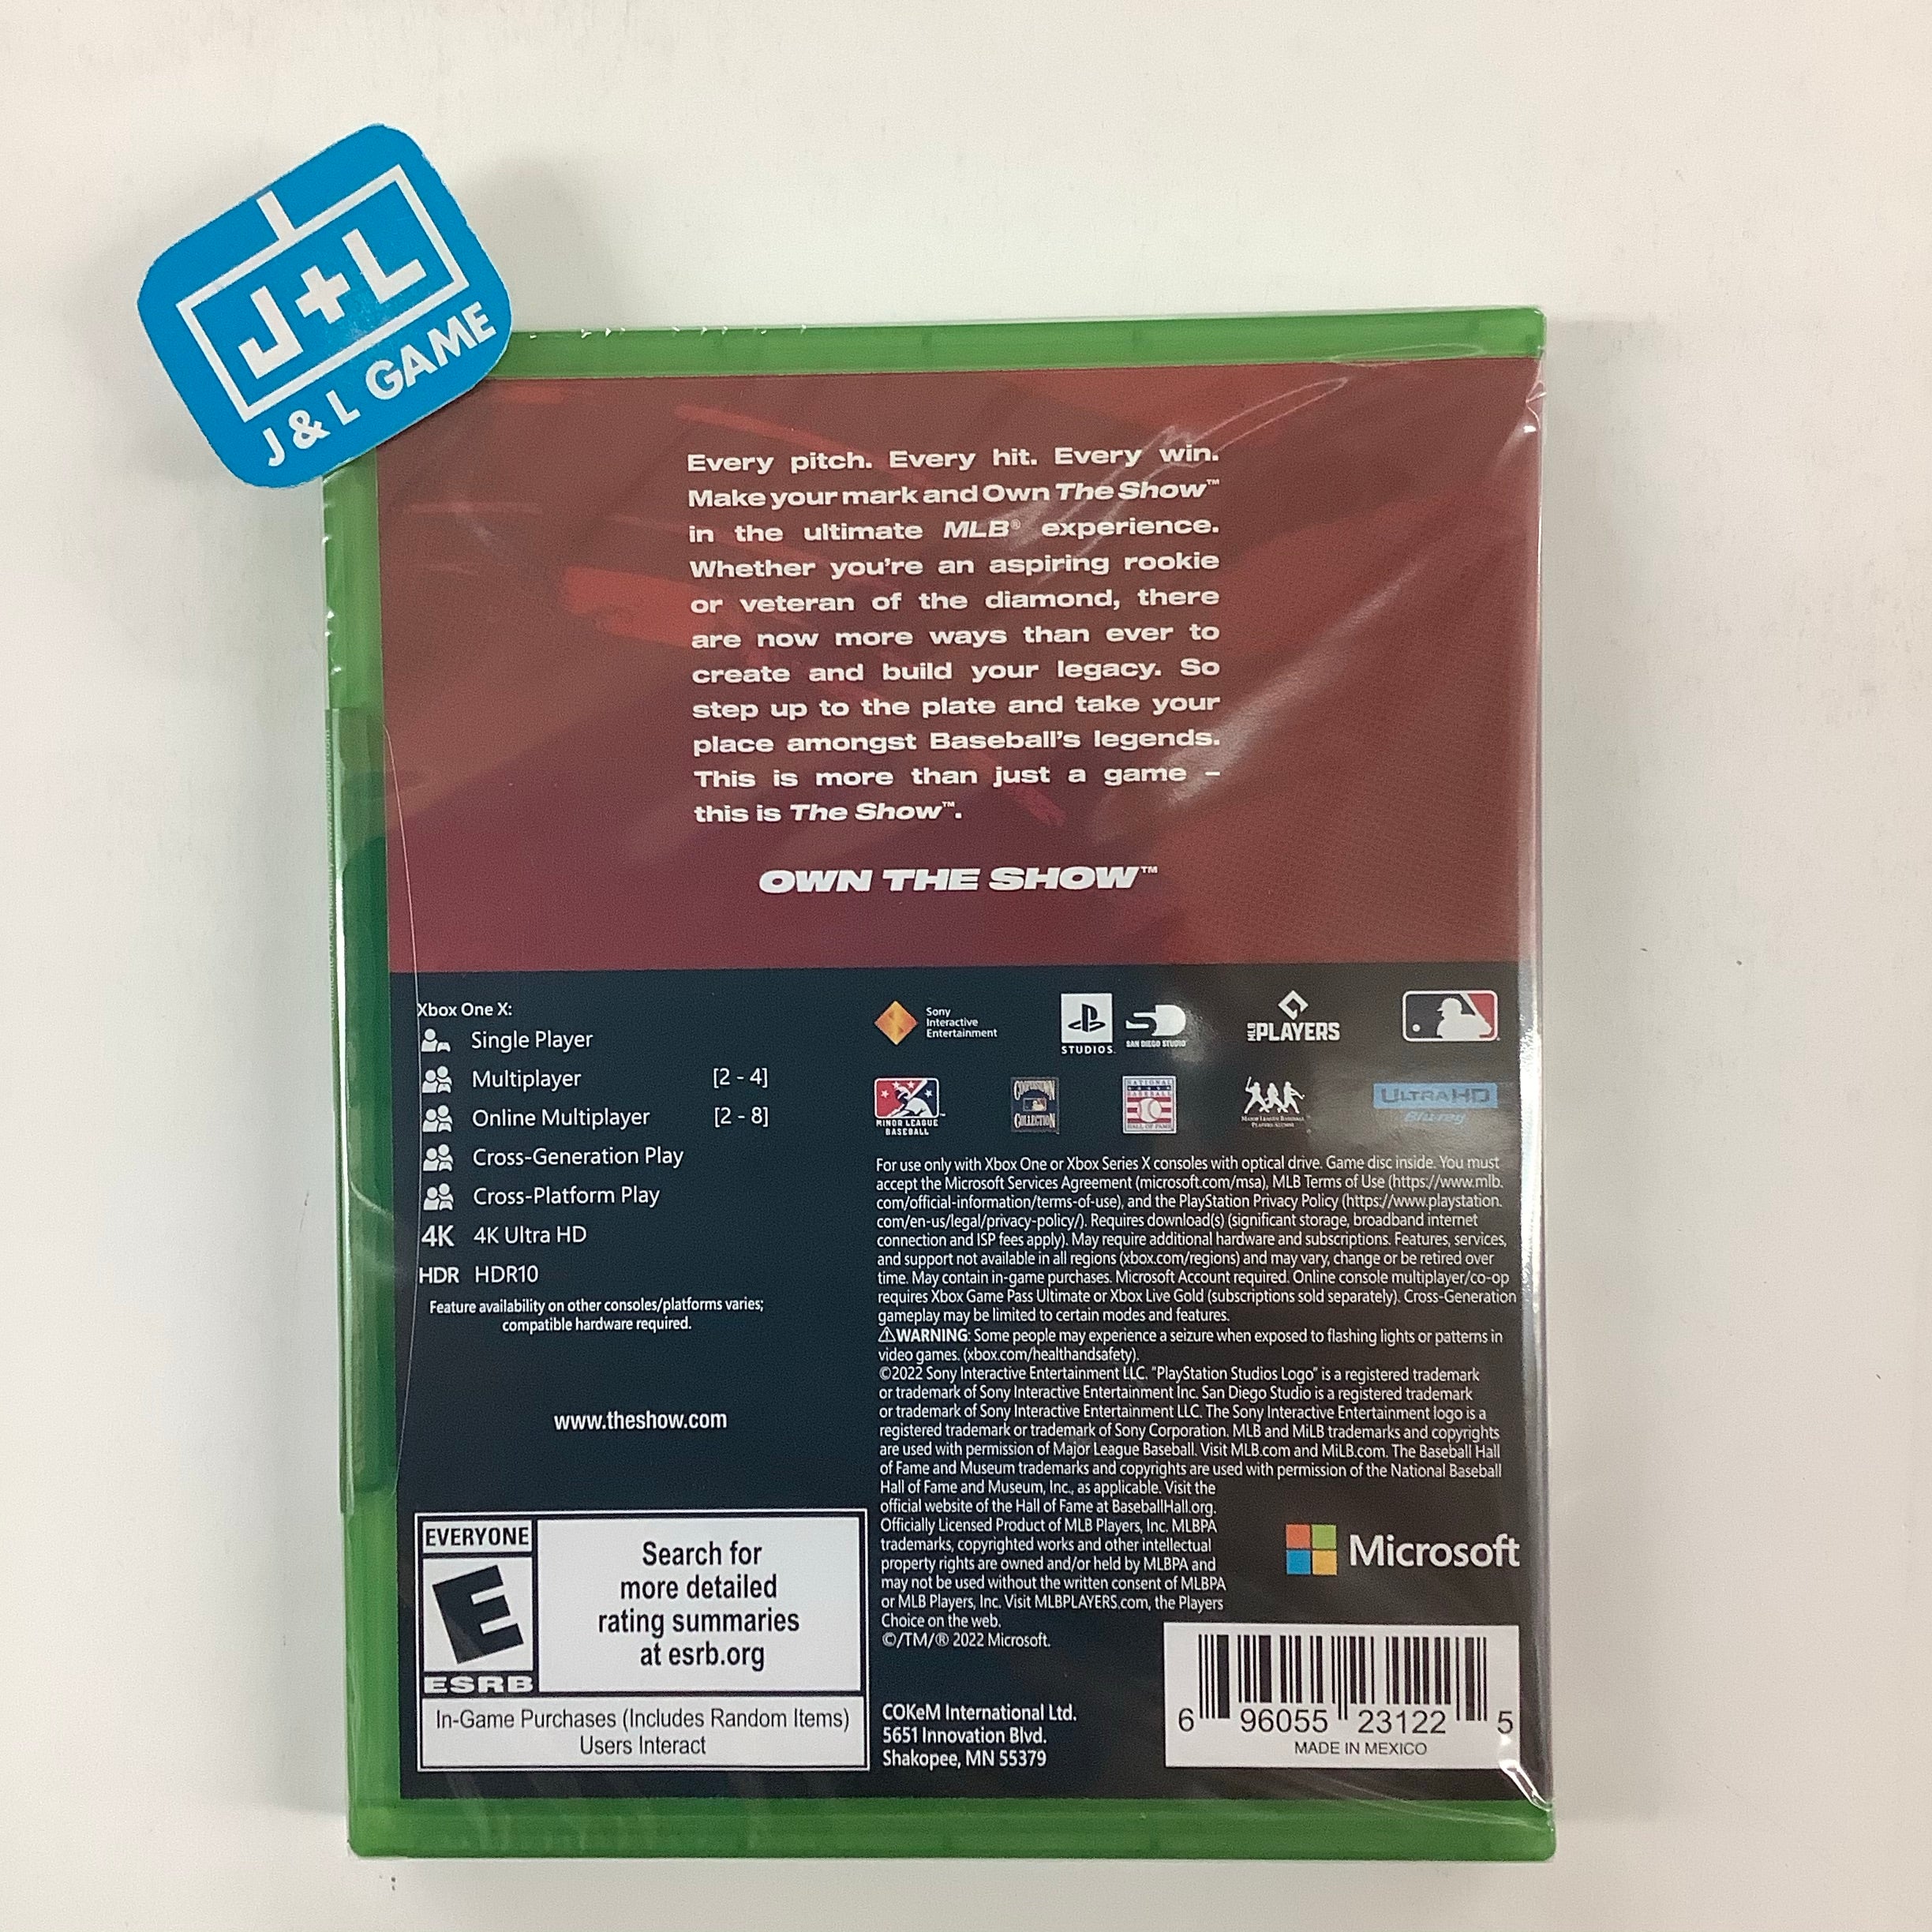 J+L
J & L GAME
Every pitch. Every hit. Every win.
Make your mark and Own The Show™
in the ultimate MLB® experience.
Whether you're an aspiring rookie
or veteran of the diamond, there
are now more ways than ever to
create and build your legacy. So
step up to the plate and take your
place amongst Baseball's legends.
This is more than just a game –
this is The Show™.
OWN THE SHOW™
Xbox One X:
Single Player
Multiplayer [2 - 4]
Online Multiplayer [2 - 8]
Cross-Generation Play
Cross-Platform Play
4K 4K Ultra HD
HDR HDR10
Feature availability on other consoles/platforms varies;
compatible hardware required.
www.theshow.com
EVERYONE
E
ESRB
Search for
more detailed
rating summaries
at esrb.org
In-Game Purchases (Includes Random Items)
Users Interact
Sony
Interactive
Entertainment
STUDIOS
SAN DIEGO STUDIO
MLB PLAYERS
MINOR LEAGUE
BASEBALL
COOPERSTOWN
COLLECTION
NATIONAL
BASEBALL
HALL OF FAME
MAJOR LEAGUE BASEBALL
PLAYERS ALUMNI
ULTRA HD
Blu-ray
For use only with Xbox One or Xbox Series X consoles with optical drive. Game disc inside. You must
accept the Microsoft Services Agreement (microsoft.com/msa), MLB Terms of Use (https://www.mlb.
com/official-information/terms-of-use), and the PlayStation Privacy Policy (https://www.playstation.
com/en-us/legal/privacy-policy/). Requires download(s) (significant storage, broadband internet
connection and ISP fees apply). May require additional hardware and subscriptions. Features, services,
and support not available in all regions (xbox.com/regions) and may vary, change or be retired over
time. May contain in-game purchases. Microsoft Account required. Online console multiplayer/co-op
requires Xbox Game Pass Ultimate or Xbox Live Gold (subscriptions sold separately). Cross-Generation
gameplay may be limited to certain modes and features.
⚠WARNING: Some people may experience a seizure when exposed to flashing lights or patterns in
video games. (xbox.com/healthandsafety).
©2022 Sony Interactive Entertainment LLC. "PlayStation Studios Logo" is a registered trademark
or trademark of Sony Interactive Entertainment Inc. San Diego Studio is a registered trademark
or trademark of Sony Interactive Entertainment LLC. The Sony Interactive Entertainment logo is a
registered trademark or trademark of Sony Corporation. MLB and MiLB trademarks and copyrights
are used with permission of Major League Baseball. Visit MLB.com and MiLB.com. The Baseball Hall
of Fame and Museum trademarks and copyrights are used with permission of the National Baseball
Hall of Fame and Museum, Inc., as applicable. Visit the
official website of the Hall of Fame at BaseballHall.org.
Officially Licensed Product of MLB Players, Inc. MLBPA
trademarks, copyrighted works and other intellectual
property rights are owned and/or held by MLBPA and
may not be used without the written consent of MLBPA
or MLB Players, Inc. Visit MLBPLAYERS.com, the Players
Choice on the web.
©/TM/® 2022 Microsoft.
Microsoft
COKeM International Ltd.
5651 Innovation Blvd.
Shakopee, MN 55379
6 96055 23122 5
MADE IN MEXICO